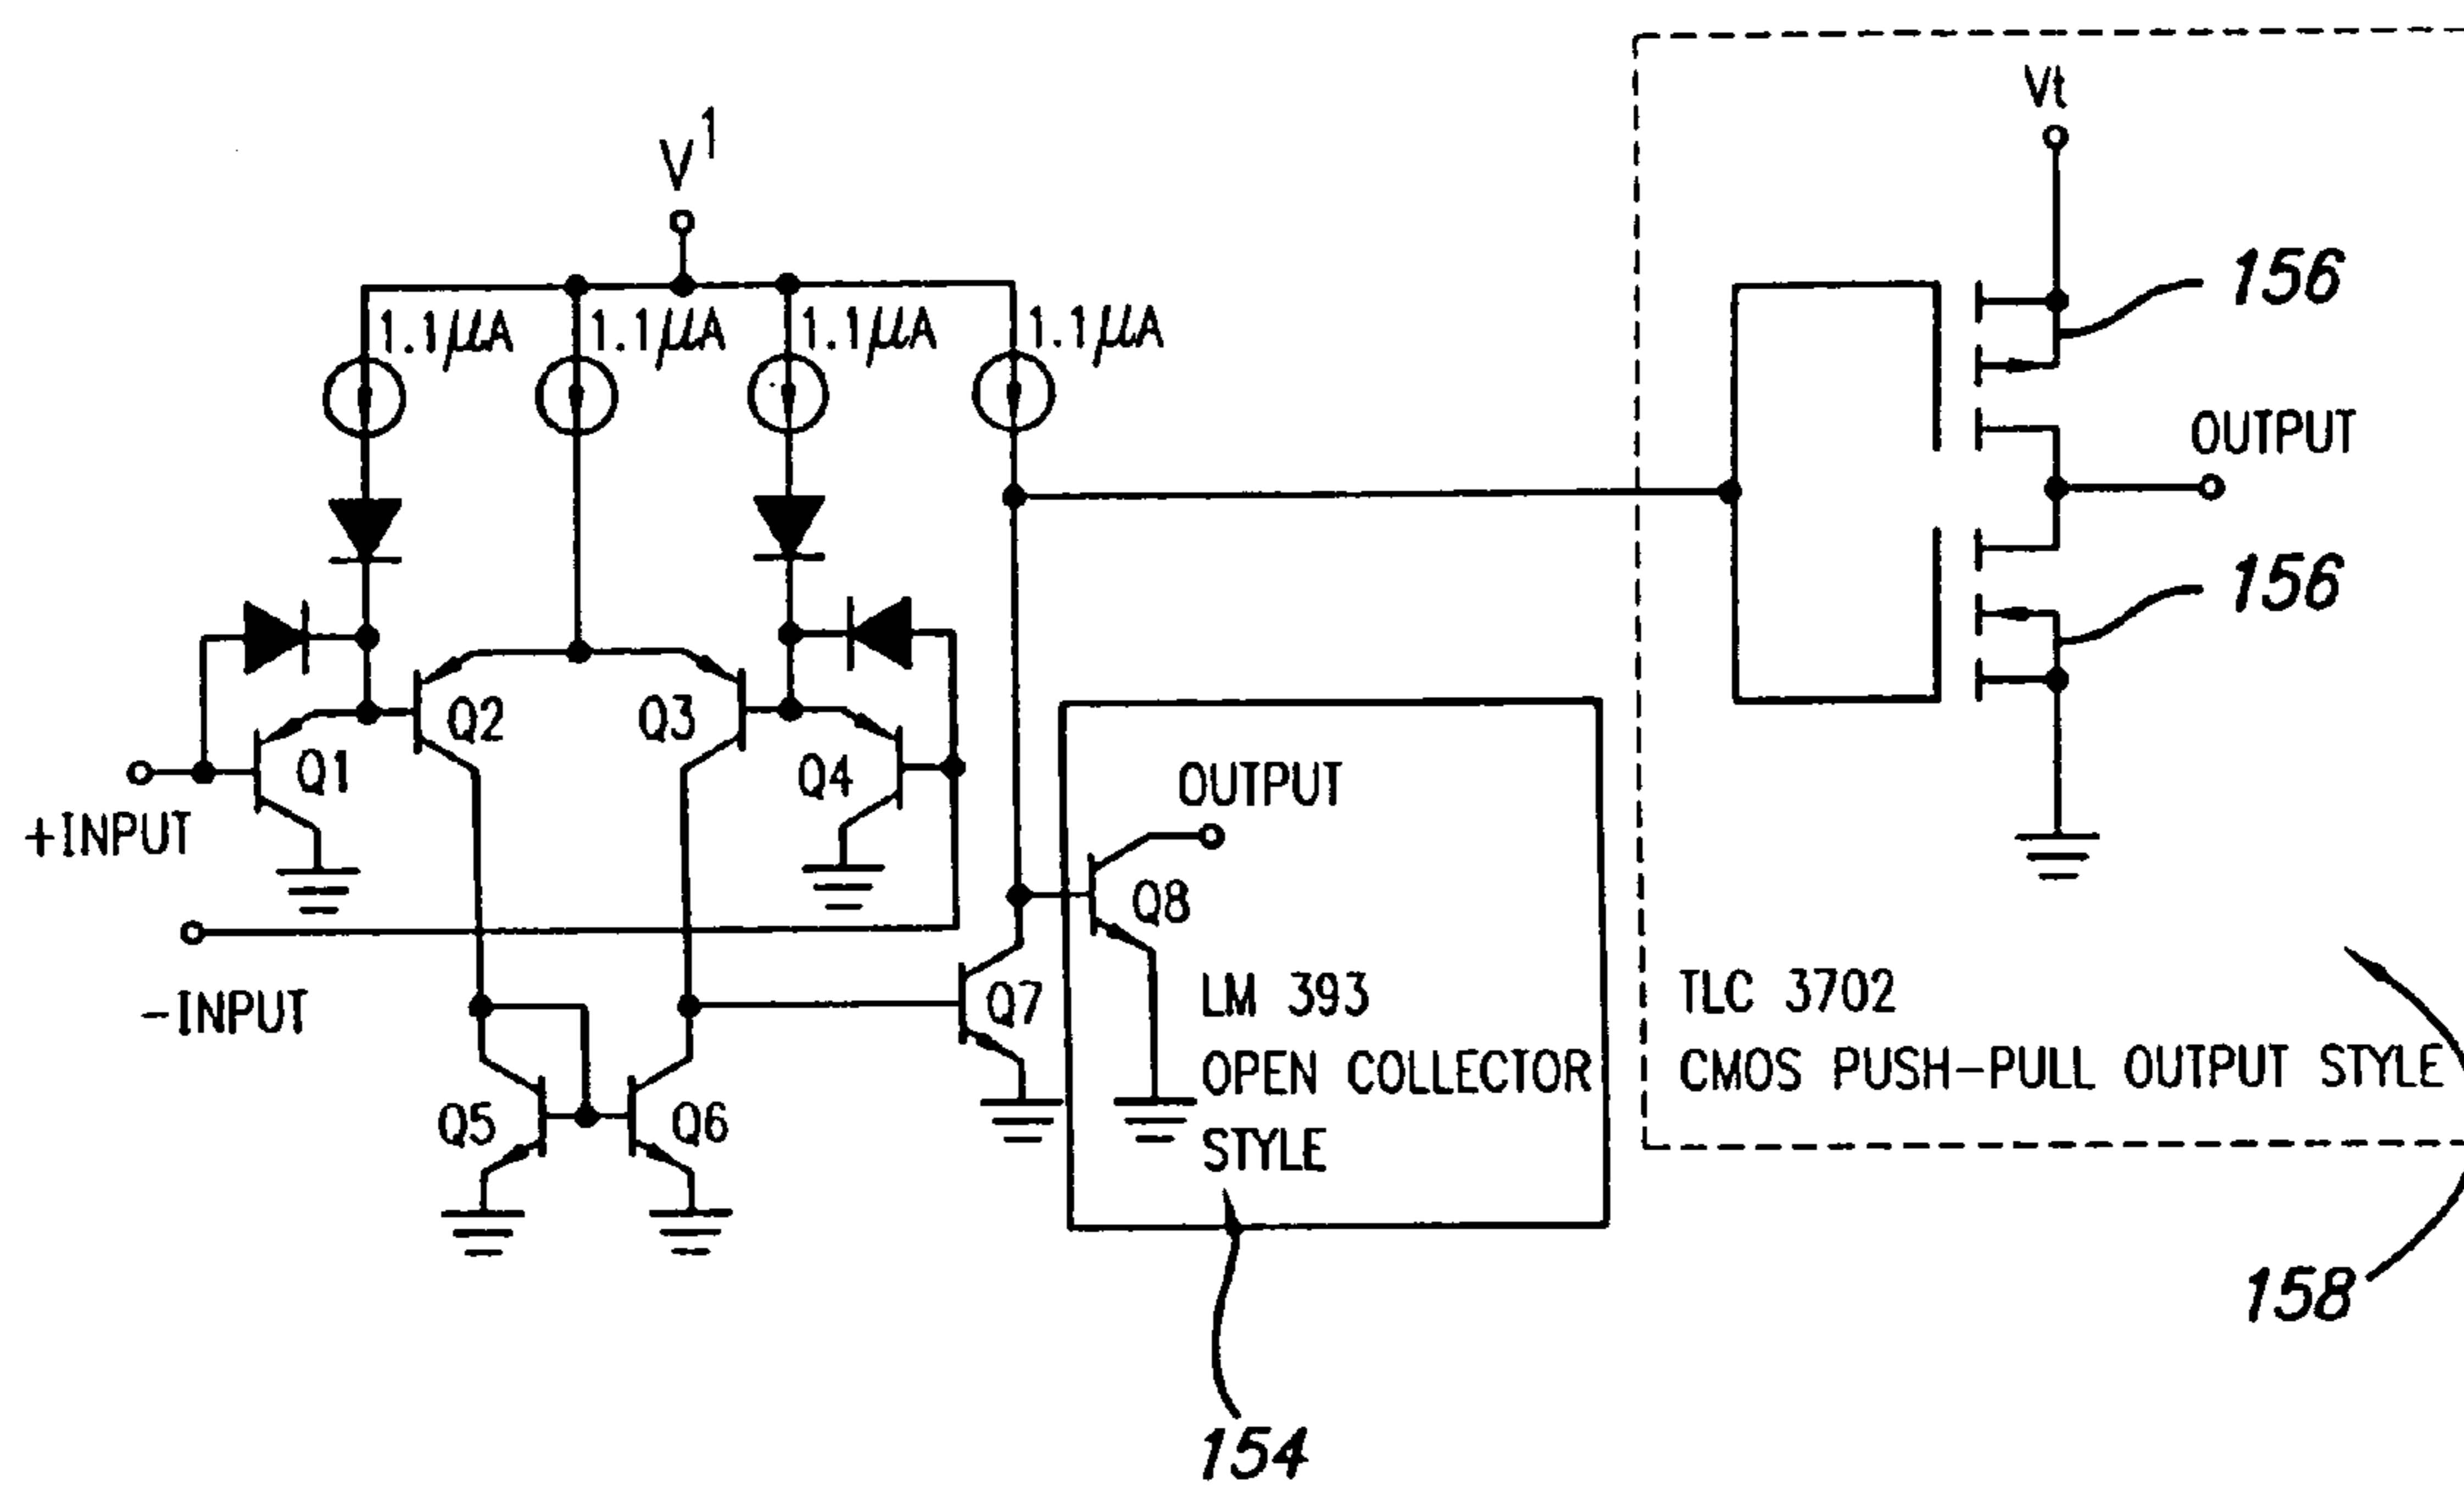 V1
Vt
1.1μA
1.1μA
1.1μA
1.1μA
156
OUTPUT
156
Q2
Q3
Q1
Q4
OUTPUT
+INPUT
Q8
-INPUT
Q7
LM 393
OPEN COLLECTOR
STYLE
TLC 3702
CMOS PUSH-PULL OUTPUT STYLE
Q5
Q6
158
154